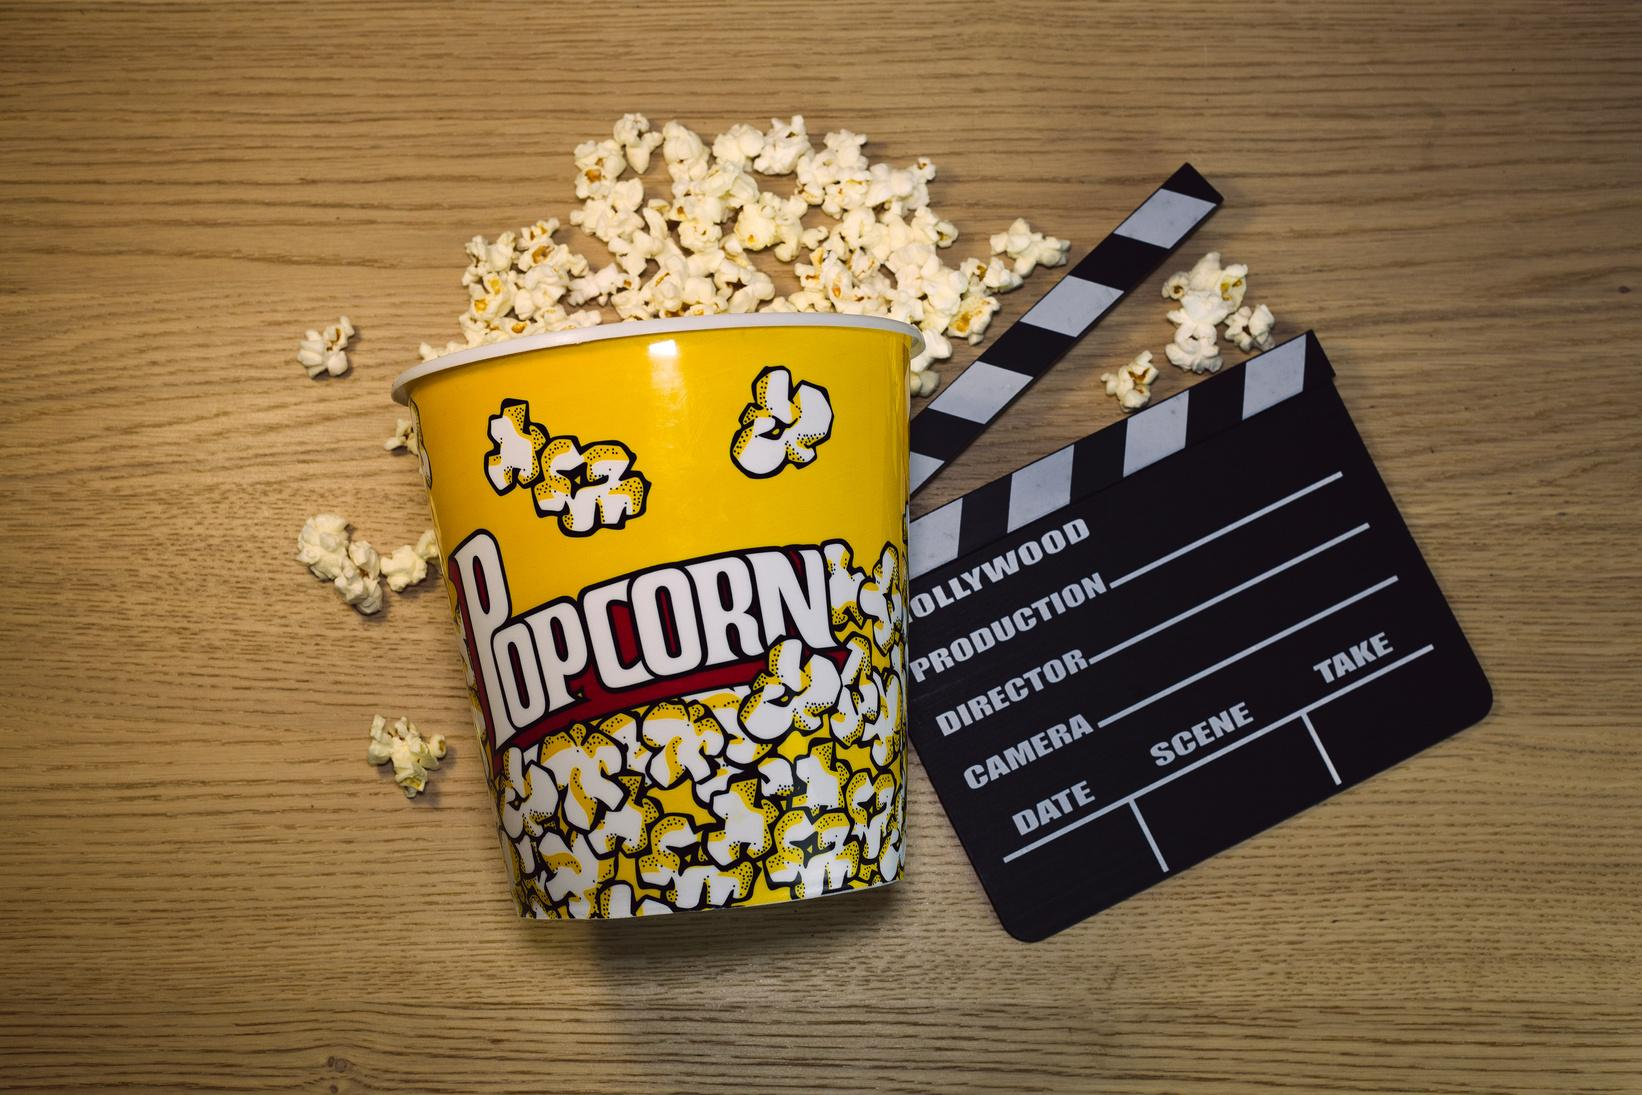 POPCORN
OLLYWOOD
PRODUCTION
DIRECTOR
CAMERA
DATE SCENE TAKE